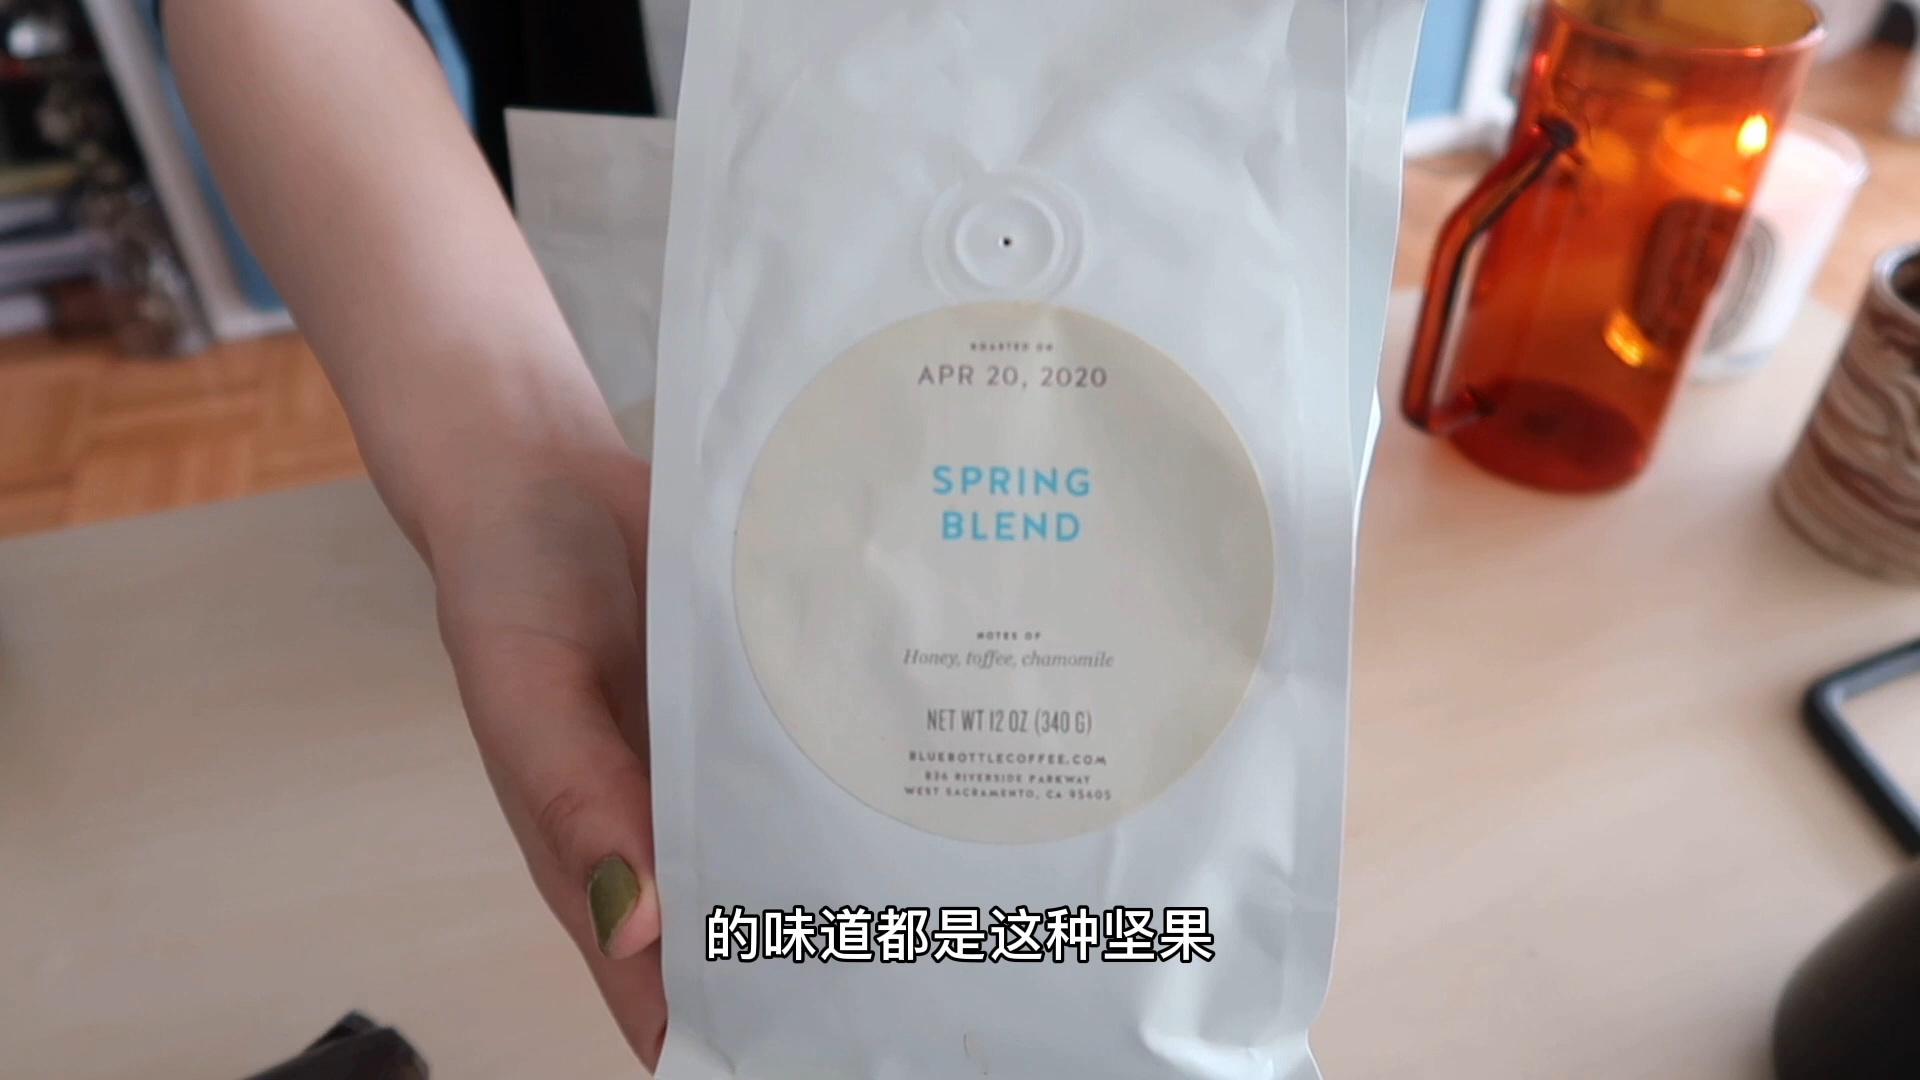 ROASTED ON
APR 20, 2020
SPRING
BLEND
NOTES OF
Honey, toffee, chamomile
NET WT 12 OZ (340 G)
BLUEBOTTLECOFFEE.COM
836 RIVERSIDE PARKWAY
WEST SACRAMENTO, CA 95605
的味道都是这种坚果